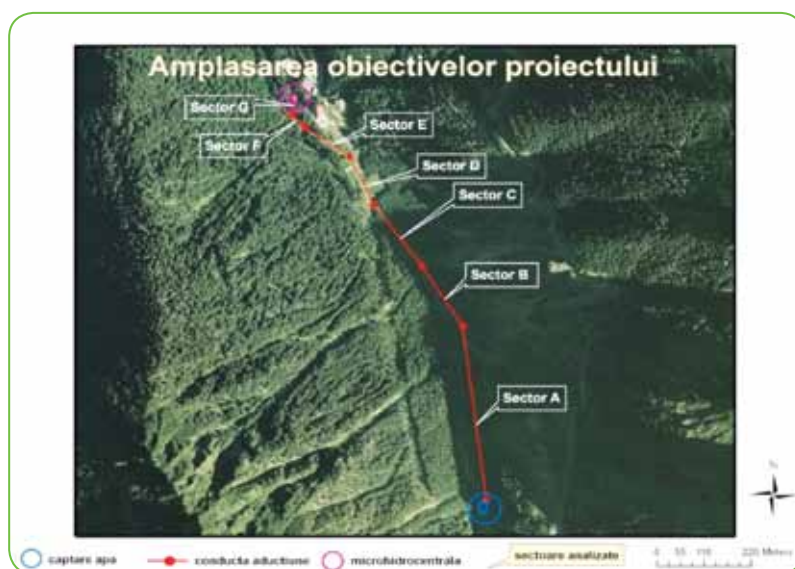 Amplasarea obiectivelor proiectului
Sector G
Sector F
Sector E
Sector D
Sector C
Sector B
Sector A
N
captare apa
conducta aductiune
microhidrocentrala
sectoare analizate
0 55 110 220 Meters